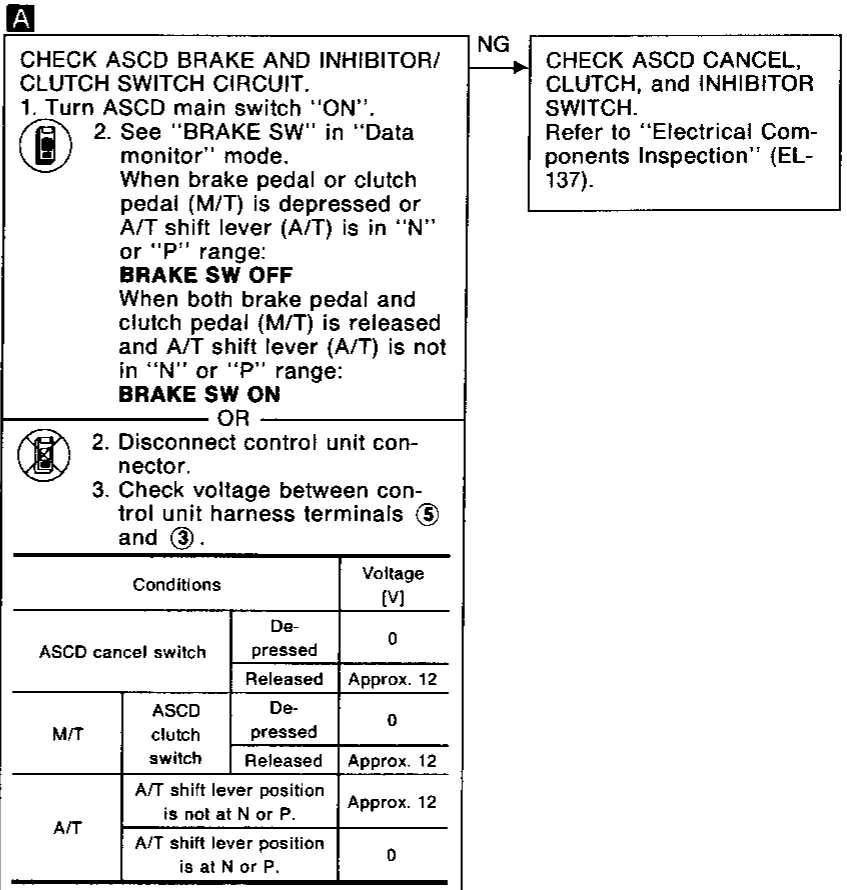 A
CHECK ASCD BRAKE AND INHIBITOR/
CLUTCH SWITCH CIRCUIT.
1. Turn ASCD main switch "ON".
2. See "BRAKE SW" in "Data
monitor" mode.
When brake pedal or clutch
pedal (M/T) is depressed or
A/T shift lever (A/T) is in "N"
or "P" range:
BRAKE SW OFF
When both brake pedal and
clutch pedal (M/T) is released
and A/T shift lever (A/T) is not
in "N" or "P" range:
BRAKE SW ON
OR
2. Disconnect control unit con-
nector.
3. Check voltage between con-
trol unit harness terminals ⑤
and ③.
Conditions
Voltage
[V]
ASCD cancel switch
De-
pressed
0
Released
Approx. 12
M/T
ASCD
clutch
switch
De-
pressed
0
Released
Approx. 12
A/T
A/T shift lever position
is not at N or P.
Approx. 12
A/T shift lever position
is at N or P.
0
NG
CHECK ASCD CANCEL,
CLUTCH, and INHIBITOR
SWITCH.
Refer to "Electrical Com-
ponents Inspection" (EL-
137).